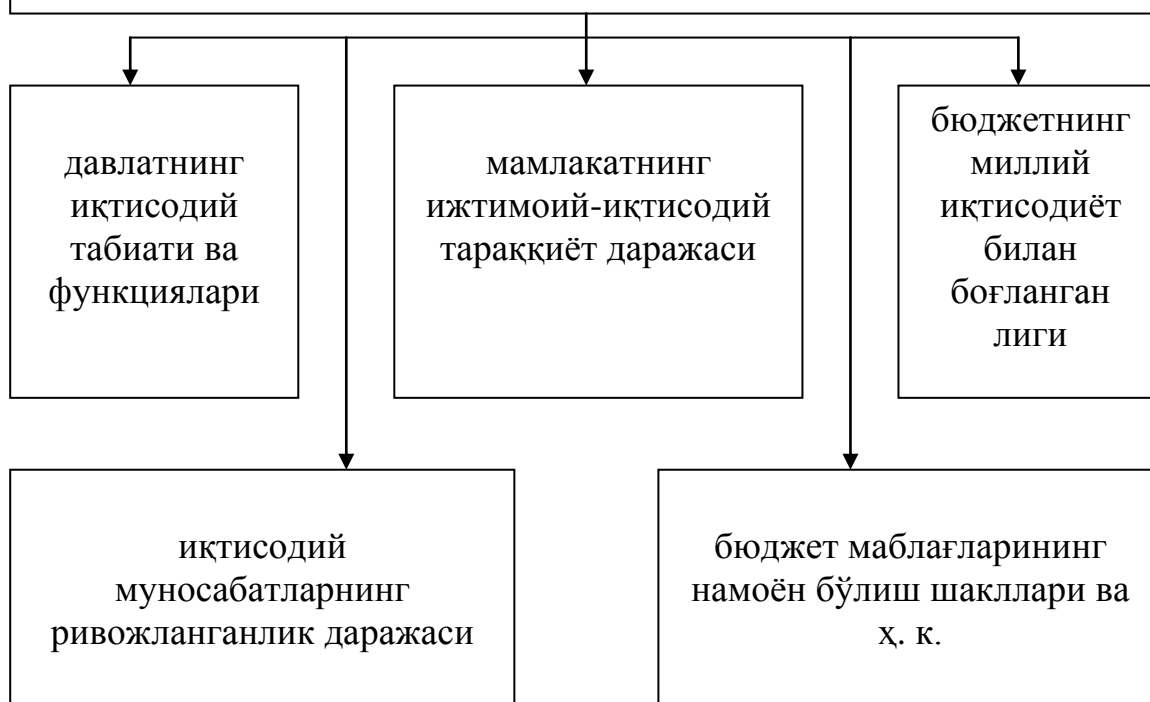 давлатнинг
иқтисодий
табиати ва
функциялари
мамлакатнинг
ижтимоий-иқтисодий
тараққиёт даражаси
бюджетнинг
миллий
иқтисодиёт
билан
боғланган
лиги
иқтисодий
муносабатларнинг
ривожланганлик даражаси
бюджет маблағларининг
намоён бўлиш шакллари ва
ҳ. к.